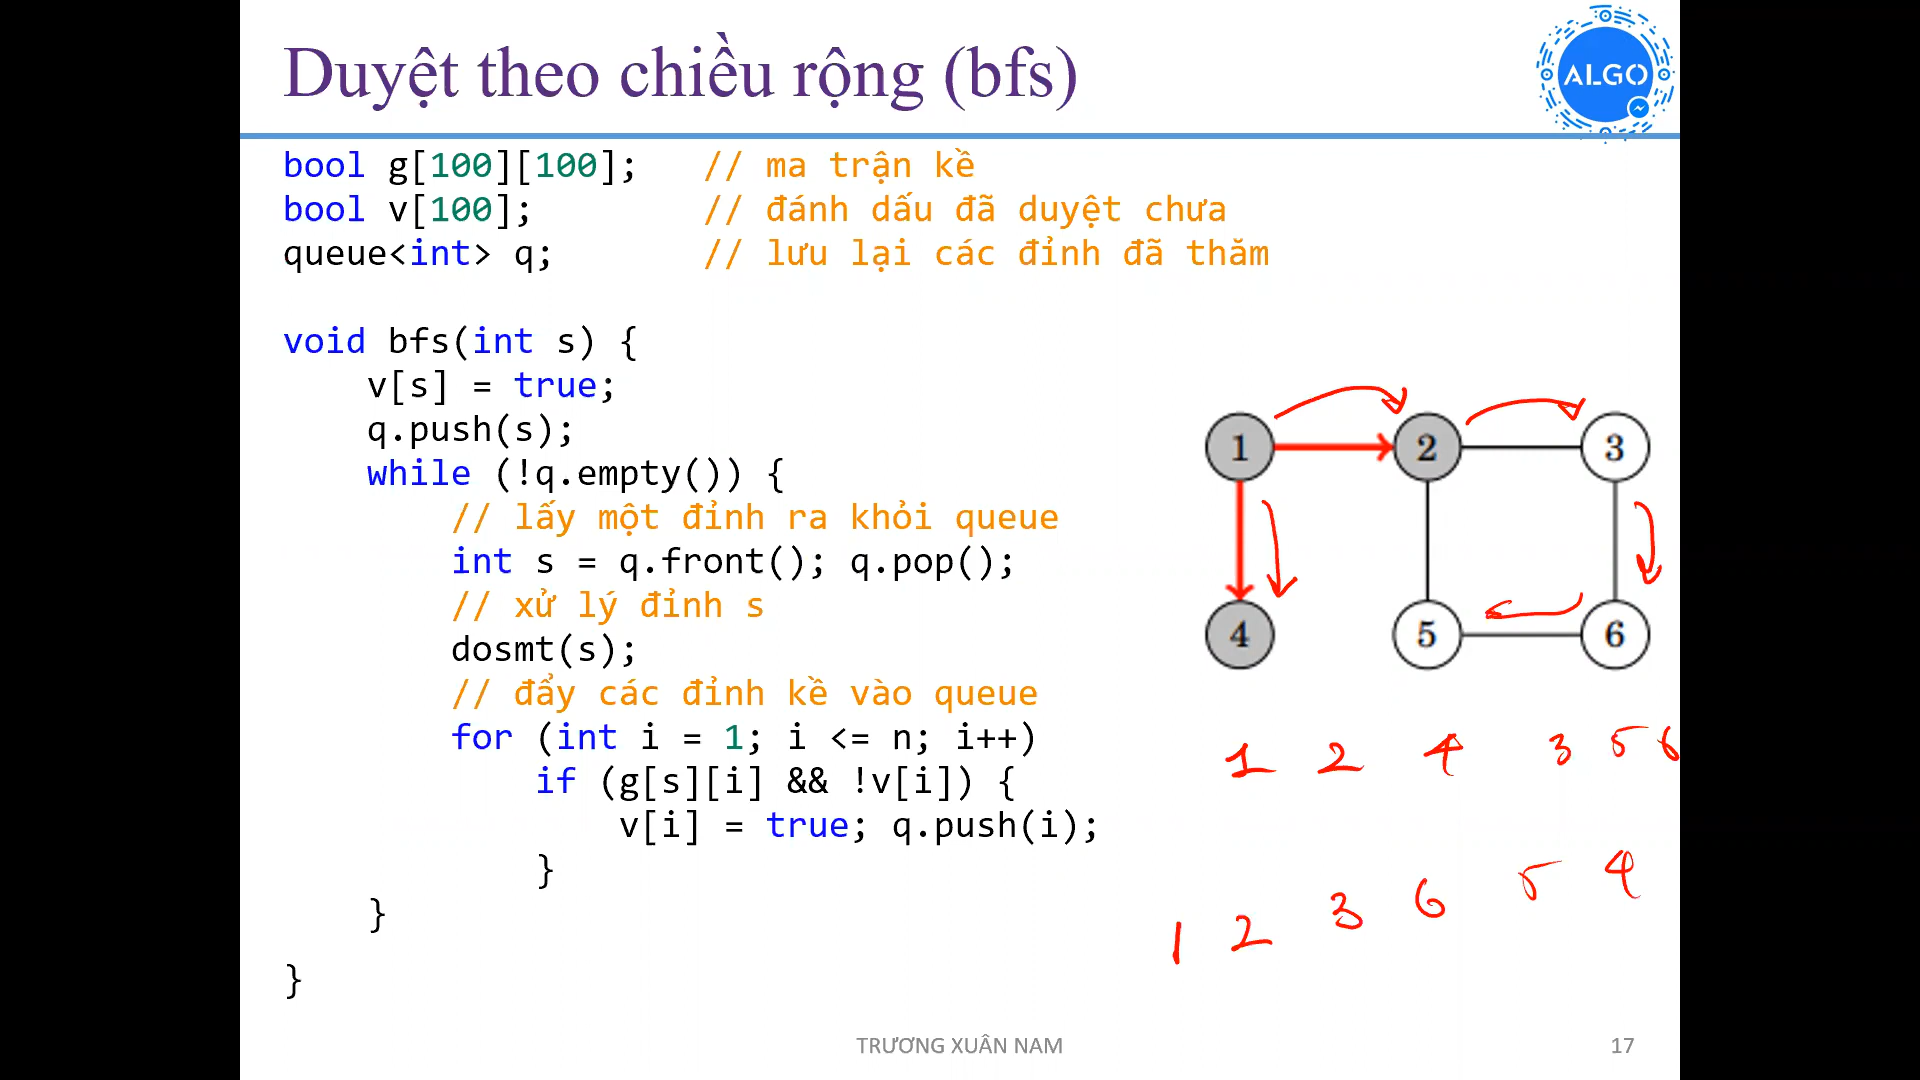 Duyệt theo chiều rộng (bfs)
ALGO
bool g[100][100]; // ma trận kề
bool v[100]; // đánh dấu đã duyệt chưa
queue<int> q; // lưu lại các đỉnh đã thăm
void bfs(int s) {
v[s] = true;
q.push(s);
while (!q.empty()) {
// lấy một đỉnh ra khỏi queue
int s = q.front(); q.pop();
// xử lý đỉnh s
dosmt(s);
// đẩy các đỉnh kề vào queue
for (int i = 1; i <= n; i++)
if (g[s][i] && !v[i]) {
v[i] = true; q.push(i);
}
}
}
1 2 3
4 5 6
1 2 4 3 5 6
1 2 3 6 5 4
TRƯƠNG XUÂN NAM
17